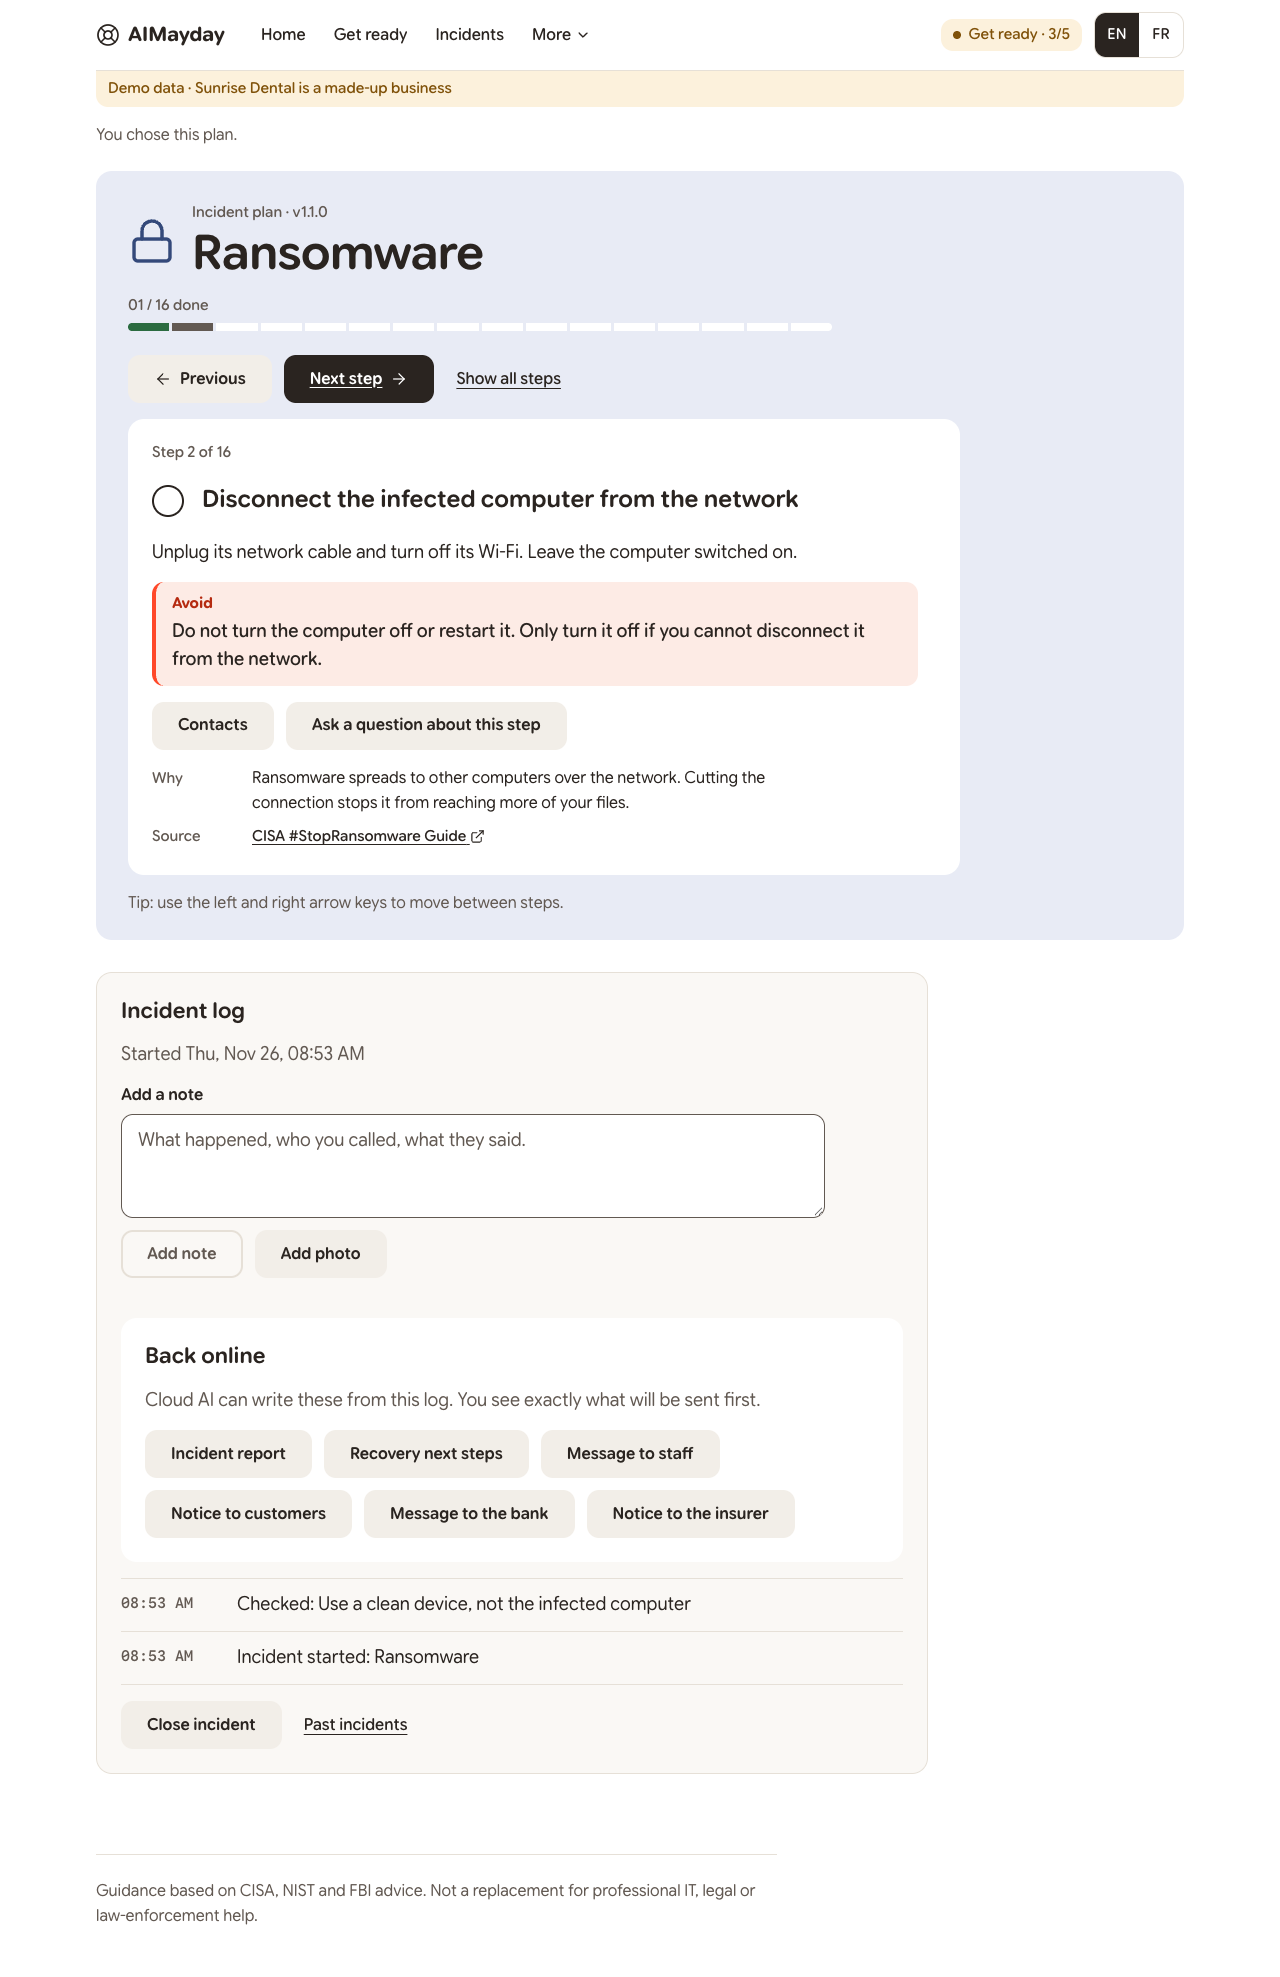 AIMayday
Home
Get ready
Incidents
More
Get ready · 3/5
EN
FR
Demo data · Sunrise Dental is a made-up business
You chose this plan.
Incident plan · v1.1.0
Ransomware
01 / 16 done
Previous
Next step
Show all steps
Step 2 of 16
Disconnect the infected computer from the network
Unplug its network cable and turn off its Wi-Fi. Leave the computer switched on.
Avoid
Do not turn the computer off or restart it. Only turn it off if you cannot disconnect it
from the network.
Contacts
Ask a question about this step
Why
Ransomware spreads to other computers over the network. Cutting the
connection stops it from reaching more of your files.
Source
CISA #StopRansomware Guide
Tip: use the left and right arrow keys to move between steps.
Incident log
Started Thu, Nov 26, 08:53 AM
Add a note
What happened, who you called, what they said.
Add note
Add photo
Back online
Cloud AI can write these from this log. You see exactly what will be sent first.
Incident report
Recovery next steps
Message to staff
Notice to customers
Message to the bank
Notice to the insurer
08:53 AM
Checked: Use a clean device, not the infected computer
08:53 AM
Incident started: Ransomware
Close incident
Past incidents
Guidance based on CISA, NIST and FBI advice. Not a replacement for professional IT, legal or
law-enforcement help.